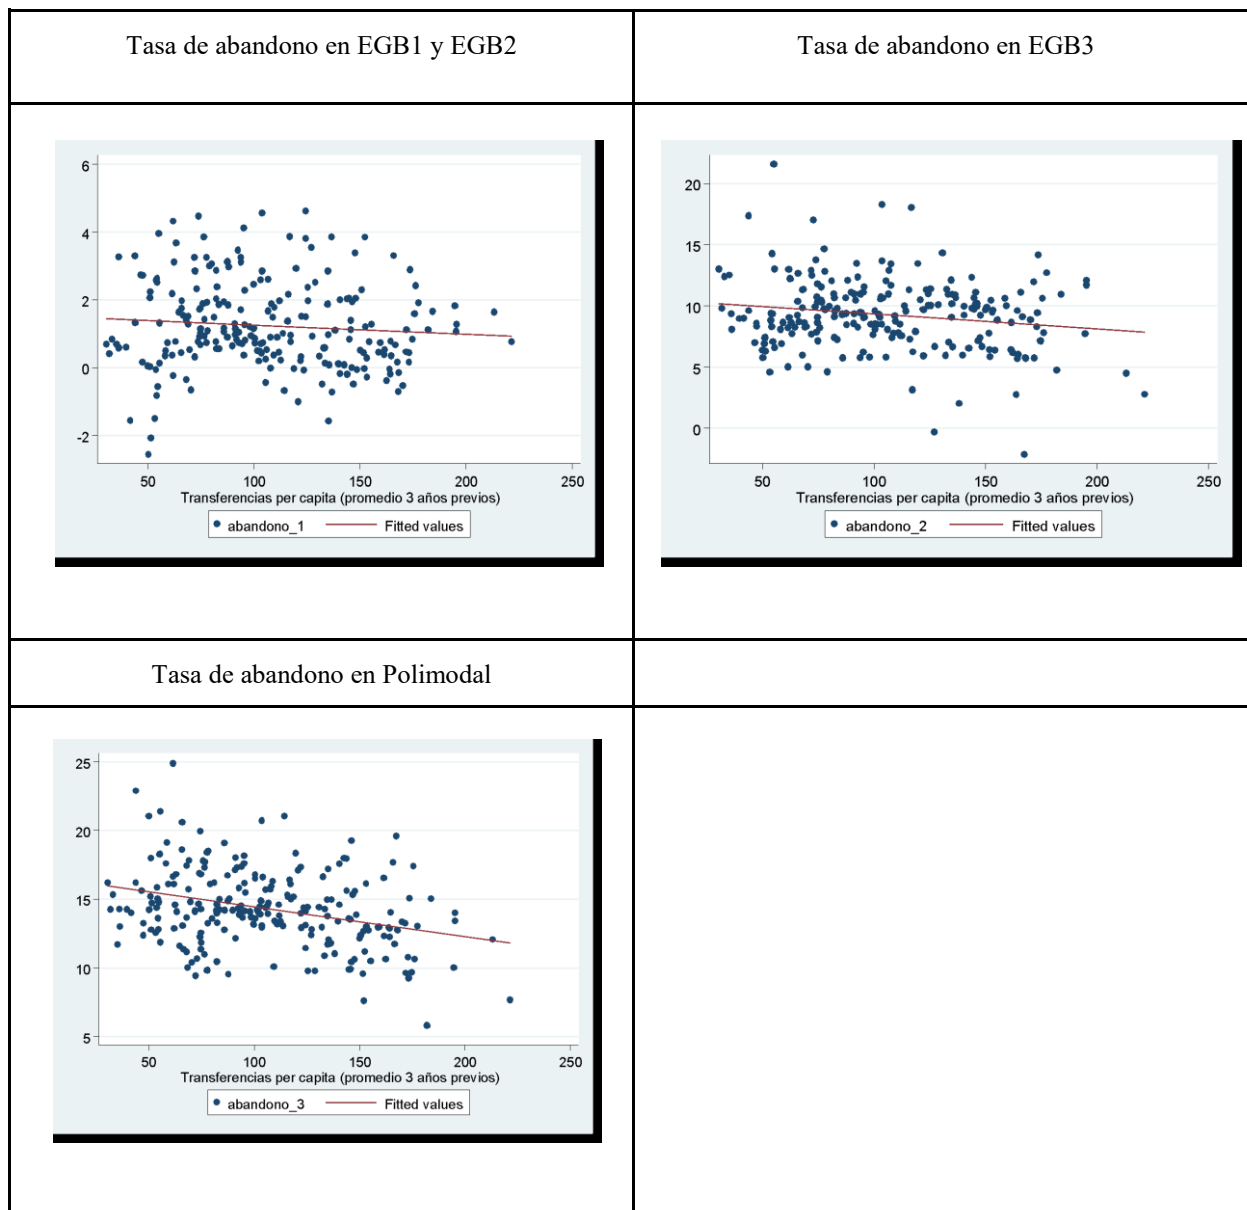 Tasa de abandono en EGB1 y EGB2
Tasa de abandono en EGB3
6
4
2
0
-2
50 100 150 200 250
Transferencias per capita (promedio 3 años previos)
abandono_1 Fitted values
20
15
10
5
0
50 100 150 200 250
Transferencias per capita (promedio 3 años previos)
abandono_2 Fitted values
Tasa de abandono en Polimodal
25
20
15
10
5
50 100 150 200 250
Transferencias per capita (promedio 3 años previos)
abandono_3 Fitted values